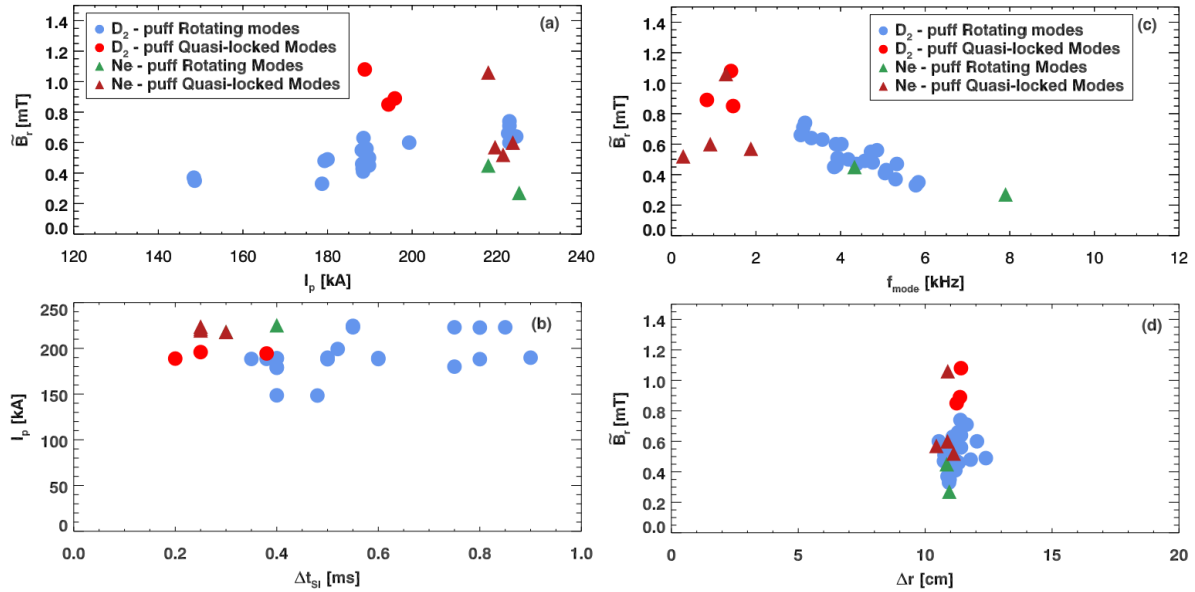 (a)
D₂ - puff Rotating modes
D₂ - puff Quasi-locked Modes
Ne - puff Rotating Modes
Ne - puff Quasi-locked Modes
1.4
1.2
1.0
0.8
0.6
0.4
0.2
0.0
B̃r [mT]
120 140 160 180 200 220 240
Ip [kA]
(c)
D₂ - puff Rotating modes
D₂ - puff Quasi-locked Modes
Ne - puff Rotating Modes
Ne - puff Quasi-locked Modes
1.4
1.2
1.0
0.8
0.6
0.4
0.2
0.0
B̃r [mT]
0 2 4 6 8 10 12
fmode [kHz]
(b)
250
200
150
100
50
0
Ip [kA]
0.0 0.2 0.4 0.6 0.8 1.0
ΔtSI [ms]
(d)
1.4
1.2
1.0
0.8
0.6
0.4
0.2
0.0
B̃r [mT]
0 5 10 15 20
Δr [cm]